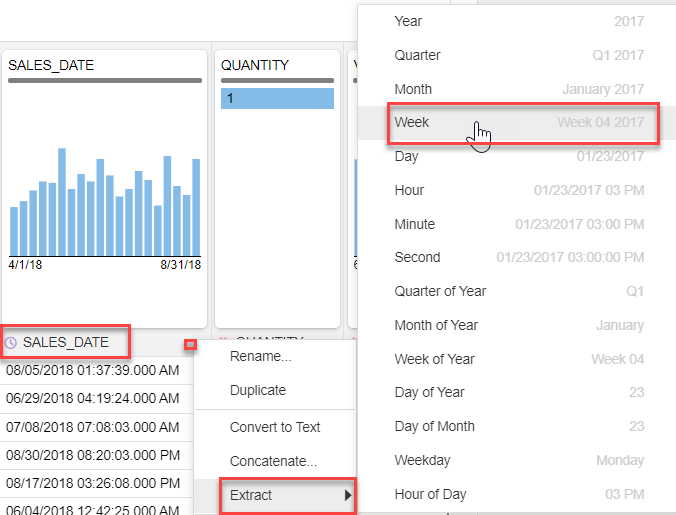 SALES_DATE
4/1/18 8/31/18
QUANTITY
1
SALES_DATE
08/05/2018 01:37:39.000 AM
06/29/2018 04:19:24.000 AM
07/08/2018 07:08:03.000 AM
08/30/2018 08:20:03.000 PM
08/17/2018 03:26:08.000 PM
06/04/2018 12:42:25.000 AM
Rename...
Duplicate
Convert to Text
Concatenate...
Extract
Year 2017
Quarter Q1 2017
Month January 2017
Week Week 04 2017
Day 01/23/2017
Hour 01/23/2017 03 PM
Minute 01/23/2017 03:00 PM
Second 01/23/2017 03:00:00 PM
Quarter of Year Q1
Month of Year January
Week of Year Week 04
Day of Year 23
Day of Month 23
Weekday Monday
Hour of Day 03 PM